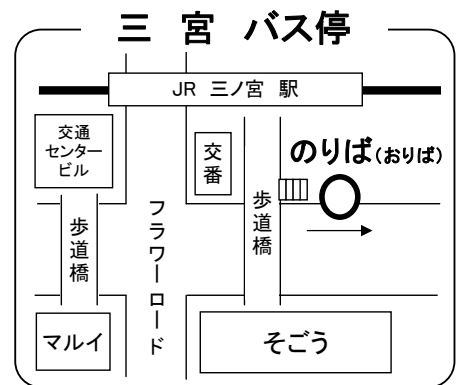 三宮 バス停
JR 三ノ宮 駅
交通
センター
ビル
交番
のりば(おりば)
歩道橋
フラワーロード
歩道橋
マルイ
そごう